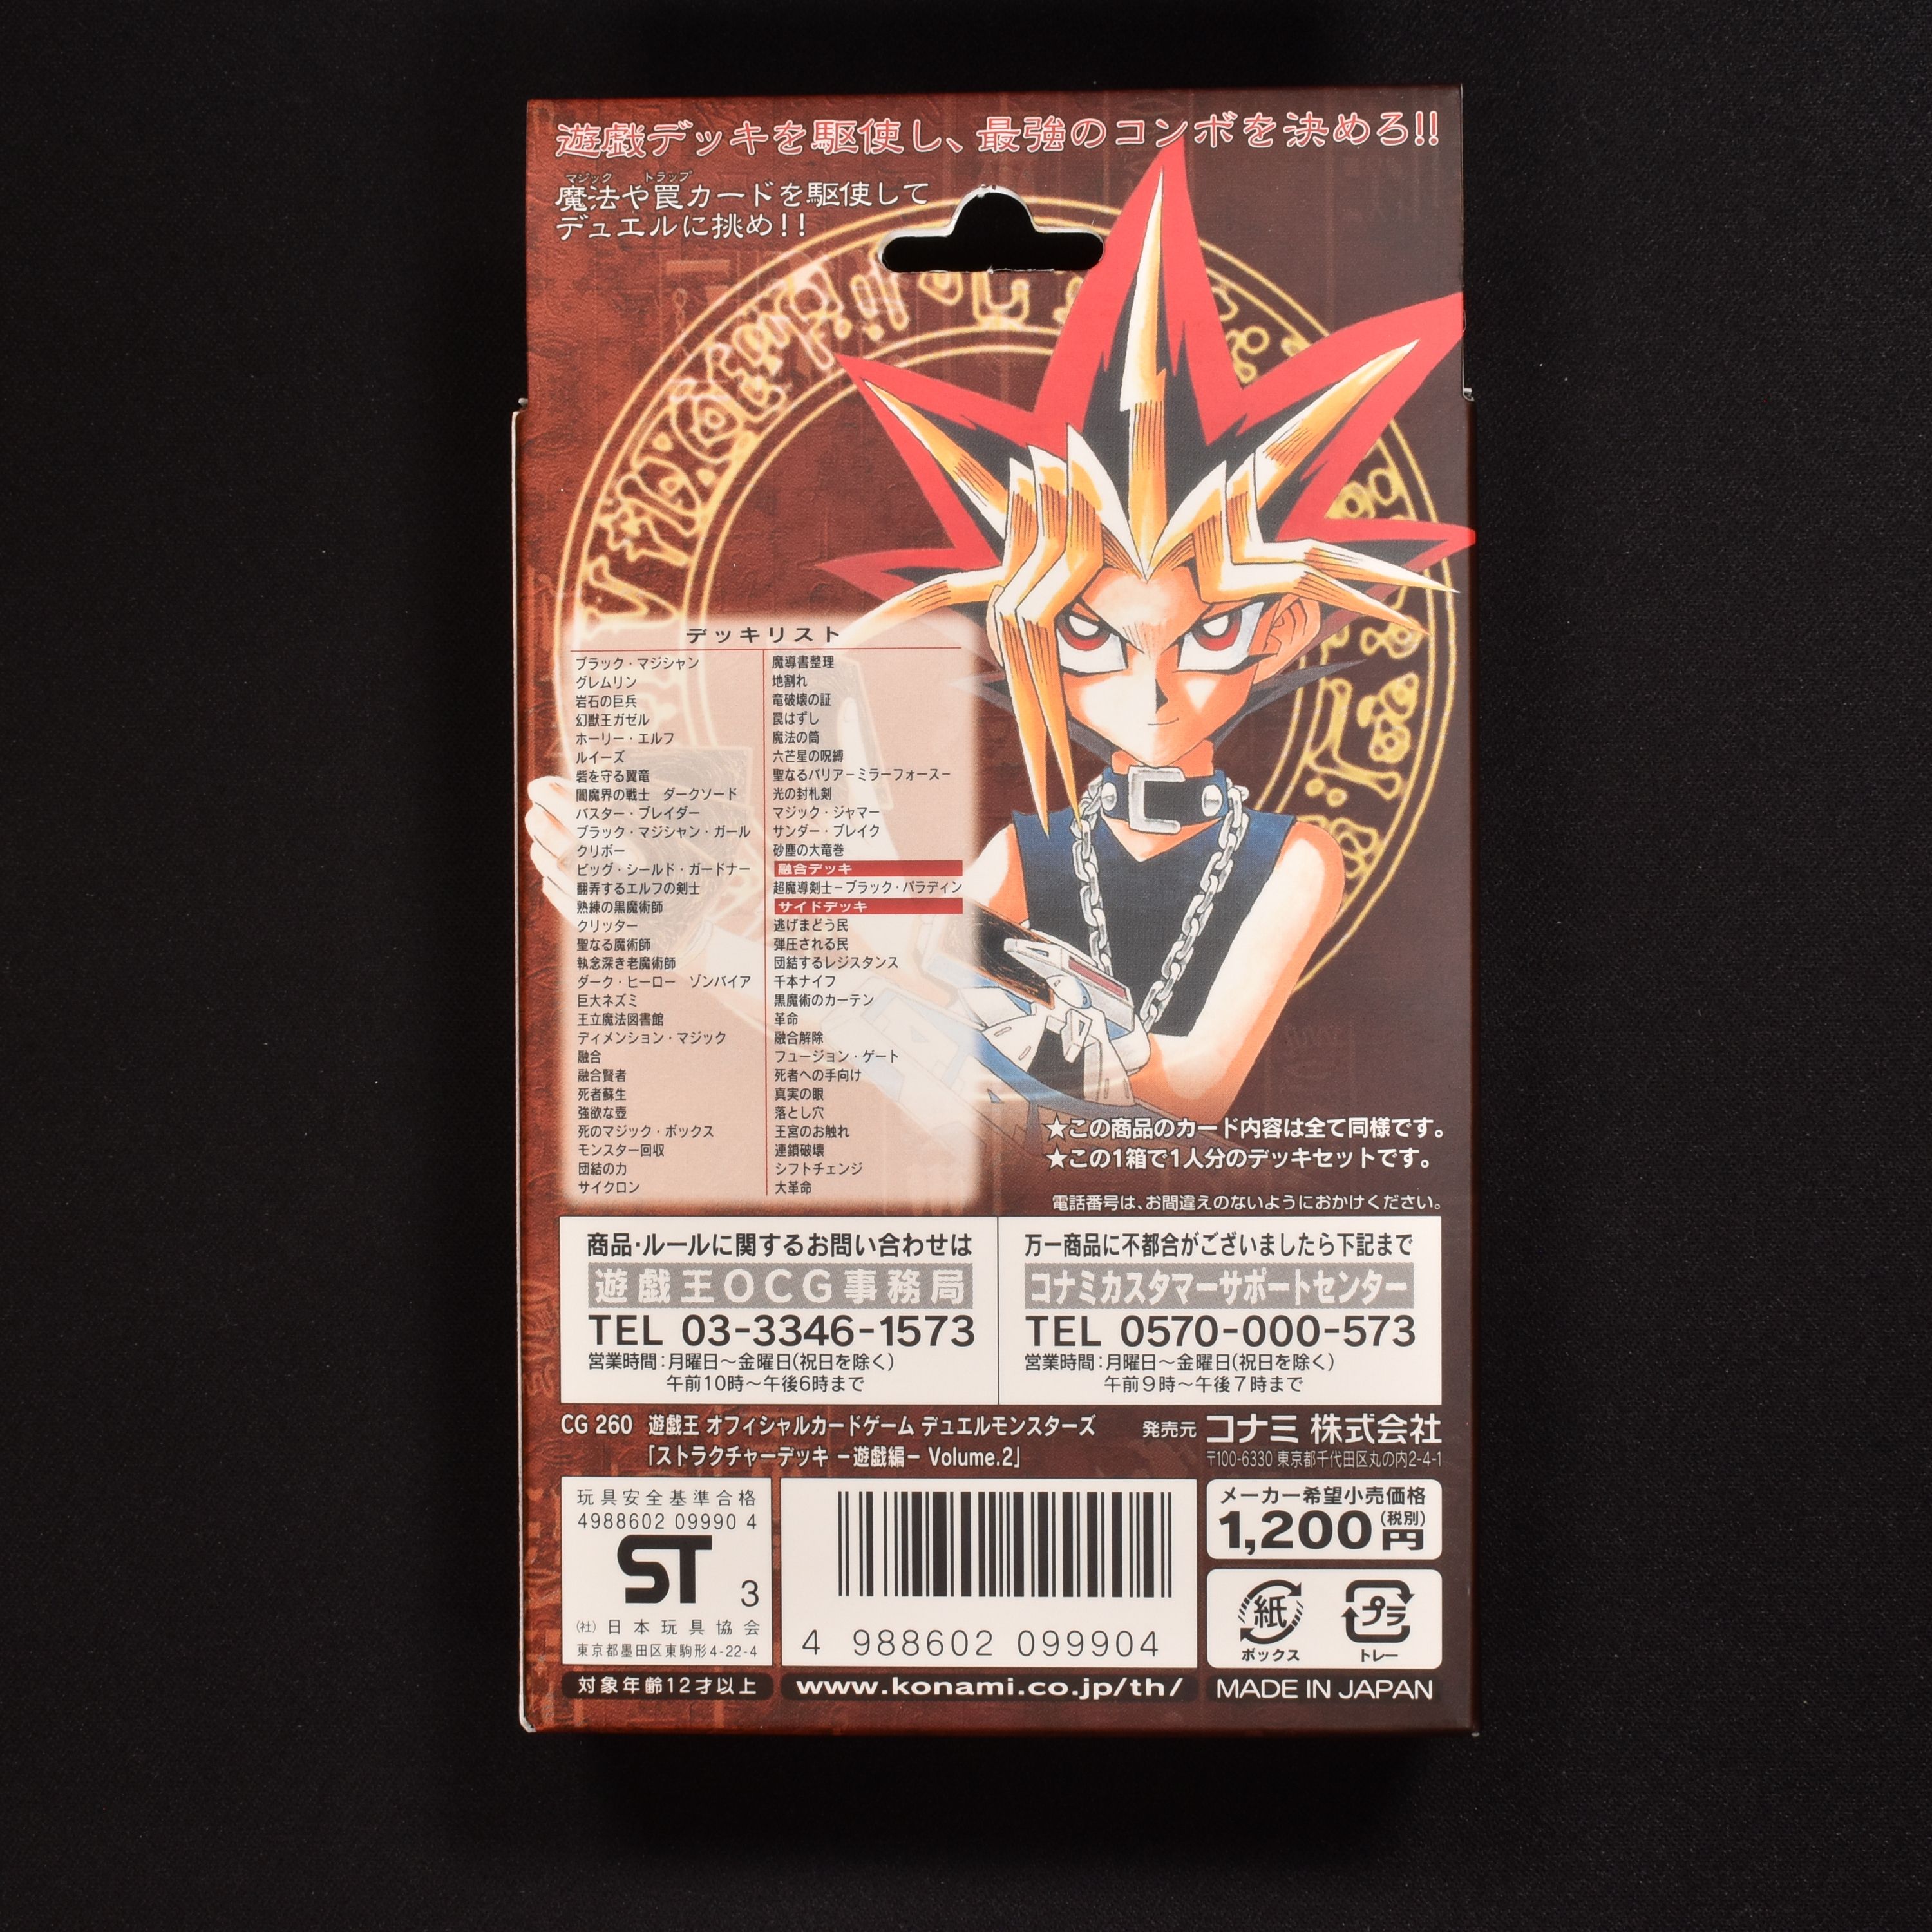 遊戯デッキを駆使し、最強のコンボを決めろ!!
マジック トラップ
魔法や罠カードを駆使して
デュエルに挑め!!
デッキリスト
ブラック・マジシャン
グレムリン
岩石の巨兵
幻獣王ガゼル
ホーリー・エルフ
ルイーズ
砦を守る翼竜
闇魔界の戦士 ダークソード
バスター・ブレイダー
ブラック・マジシャン・ガール
クリボー
ビッグ・シールド・ガードナー
翻弄するエルフの剣士
熟練の黒魔術師
クリッター
聖なる魔術師
執念深き老魔術師
ダーク・ヒーロー ゾンバイア
巨大ネズミ
王立魔法図書館
ディメンション・マジック
融合
融合賢者
死者蘇生
強欲な壺
死のマジック・ボックス
モンスター回収
団結の力
サイクロン
魔導書整理
地割れ
竜破壊の証
罠はずし
魔法の筒
六芒星の呪縛
聖なるバリアーミラーフォースー
光の封札剣
マジック・ジャマー
サンダー・ブレイク
砂塵の大竜巻
融合デッキ
超魔導剣士−ブラック・パラディン
サイドデッキ
逃げまどう民
弾圧される民
団結するレジスタンス
千本ナイフ
黒魔術のカーテン
革命
融合解除
フュージョン・ゲート
死者への手向け
真実の眼
落とし穴
王宮のお触れ
連鎖破壊
シフトチェンジ
大革命
★この商品のカード内容は全て同様です。
★この1箱で1人分のデッキセットです。
電話番号は、お間違えのないようにおかけください。
商品・ルールに関するお問い合わせは
遊戯王OCG事務局
TEL 03-3346-1573
営業時間:月曜日〜金曜日(祝日を除く)
午前10時〜午後6時まで
万一商品に不都合がございましたら下記まで
コナミカスタマーサポートセンター
TEL 0570-000-573
営業時間:月曜日〜金曜日(祝日を除く)
午前9時〜午後7時まで
CG 260 遊戯王 オフィシャルカードゲーム デュエルモンスターズ
「ストラクチャーデッキ −遊戯編− Volume.2」
発売元 コナミ 株式会社
〒100-6330 東京都千代田区丸の内2-4-1
玩具安全基準合格
4988602 09990 4
ST 3
(社)日本玩具協会
東京都墨田区東駒形4-22-4
対象年齢12才以上
4 988602 099904
www.konami.co.jp/th/
メーカー希望小売価格
1,200円(税別)
紙
ボックス
プラ
トレー
MADE IN JAPAN